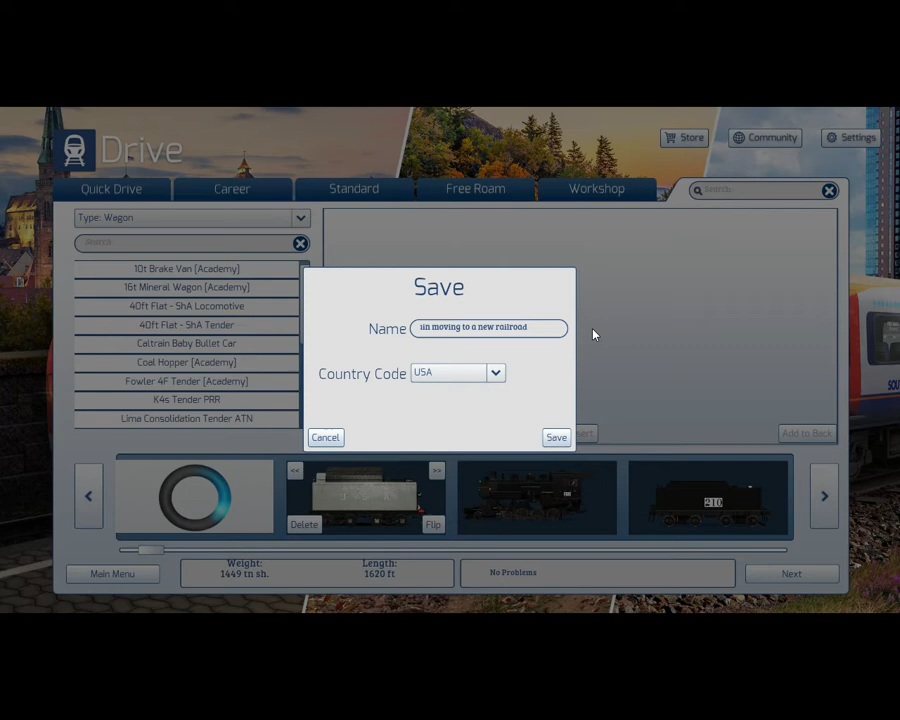 Drive
Store
Community
Settings
Quick Drive
Career
Standard
Free Roam
Workshop
Search
Type: Wagon
Search
10t Brake Van [Academy]
16t Mineral Wagon [Academy]
40ft Flat - ShA Locomotive
40ft Flat - ShA Tender
Caltrain Baby Bullet Car
Coal Hopper [Academy]
Fowler 4F Tender [Academy]
K4s Tender PRR
Lima Consolidation Tender ATN
Save
Name
moving to a new railroad
Country Code
USA
Cancel
Save
Add to Back
<<
>>
Delete
Flip
210
Main Menu
Weight:
1449 tn sh.
Length:
1620 ft
No Problems
Next